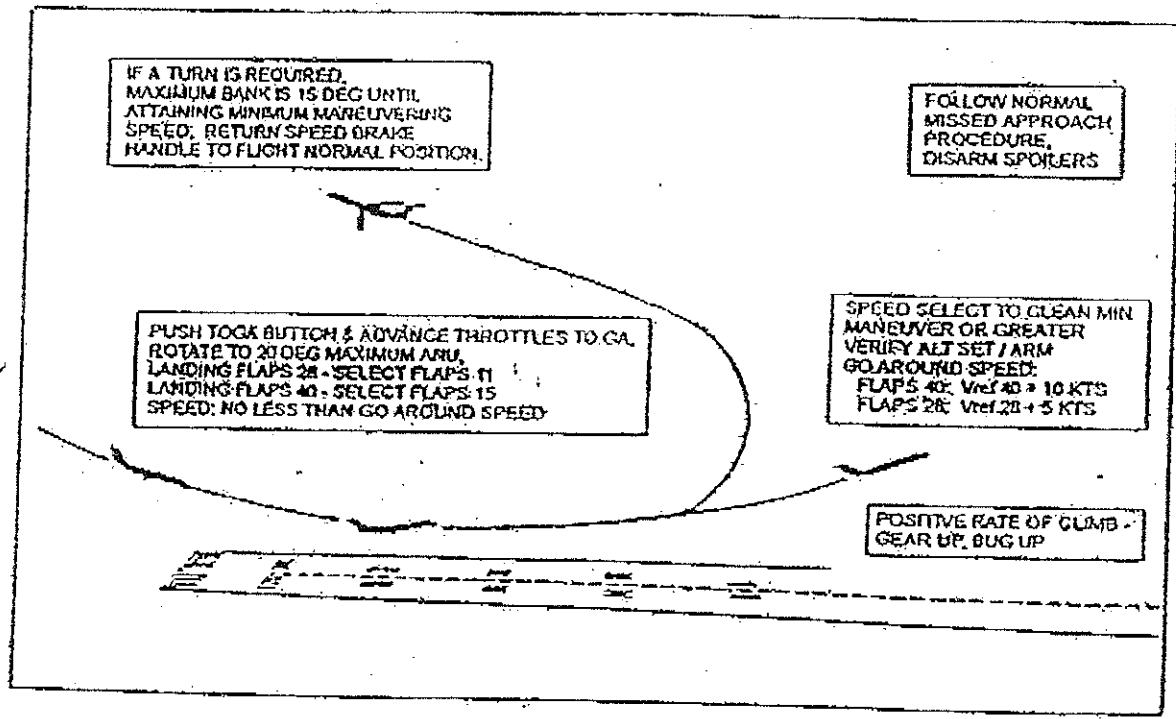 IF A TURN IS REQUIRED,
MAXIMUM BANK IS 15 DEG UNTIL
ATTAINING MINIMUM MANEUVERING
SPEED; RETURN SPEED BRAKE
HANDLE TO FLIGHT NORMAL POSITION.
FOLLOW NORMAL
MISSED APPROACH
PROCEDURE,
DISARM SPOILERS
PUSH TOGA BUTTON & ADVANCE THROTTLES TO GA,
ROTATE TO 20 DEG MAXIMUM ANU,
LANDING FLAPS 28 - SELECT FLAPS 11
LANDING FLAPS 40 - SELECT FLAPS 15
SPEED: NO LESS THAN GO AROUND SPEED
SPEED SELECT TO CLEAN MIN
MANEUVER OR GREATER
VERIFY ALT SET / ARM
GO AROUND SPEED:
FLAPS 40: Vref 40 + 10 KTS
FLAPS 28: Vref 28 + 5 KTS
POSITIVE RATE OF CLIMB -
GEAR UP, BUG UP